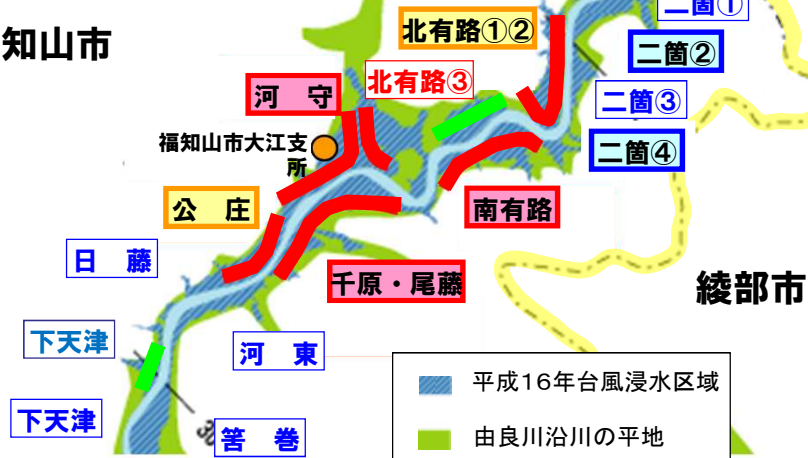 二箇①
知山市
北有路①②
二箇②
北有路③
河　守
二箇③
福知山市大江支
所
二箇④
公　庄
南有路
日　藤
千原・尾藤
綾部市
下天津
河　東
平成１６年台風浸水区域
下天津
筈　巻
由良川沿川の平地